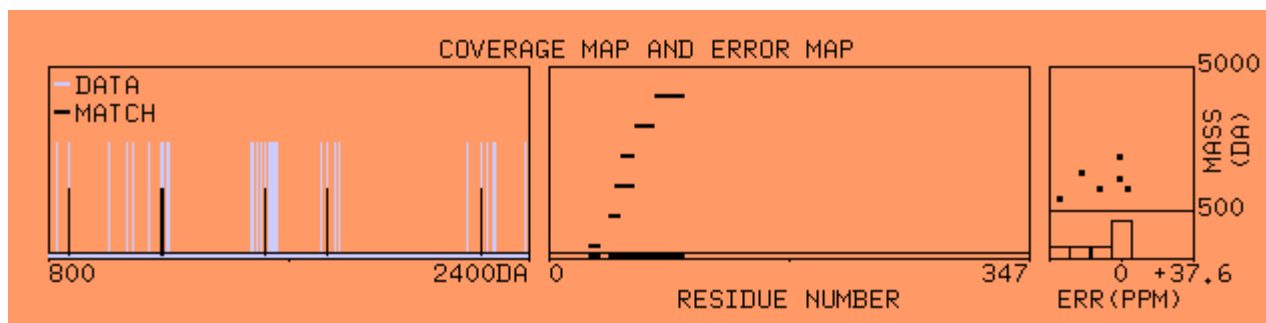 COVERAGE MAP AND ERROR MAP
DATA
MATCH
5000
MASS
(DA)
500
800
2400DA
0
347
0
+37.6
RESIDUE NUMBER
ERR(PPM)